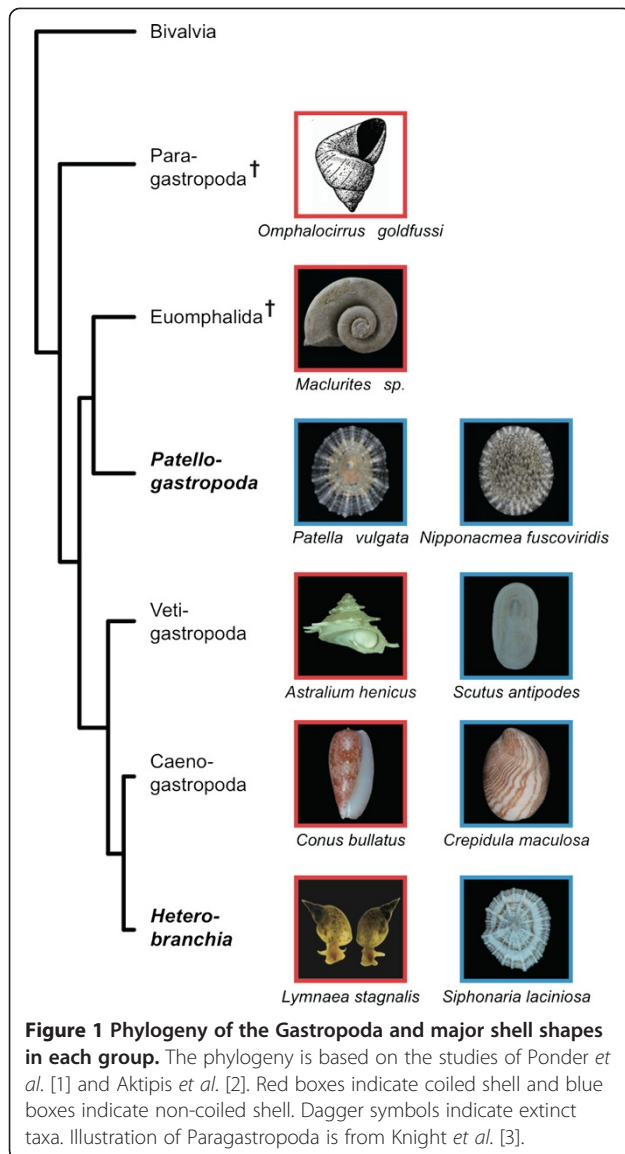 Bivalvia
Para-
gastropoda†
Omphalocirrus goldfussi
Euomphalida†
Maclurites sp.
Patello-
gastropoda
Patella vulgata Nipponacmea fuscoviridis
Veti-
gastropoda
Astralium henicus Scutus antipodes
Caeno-
gastropoda
Conus bullatus Crepidula maculosa
Hetero-
branchia
Lymnaea stagnalis Siphonaria laciniosa
Figure 1 Phylogeny of the Gastropoda and major shell shapes
in each group. The phylogeny is based on the studies of Ponder et
al. [1] and Aktipis et al. [2]. Red boxes indicate coiled shell and blue
boxes indicate non-coiled shell. Dagger symbols indicate extinct
taxa. Illustration of Paragastropoda is from Knight et al. [3].